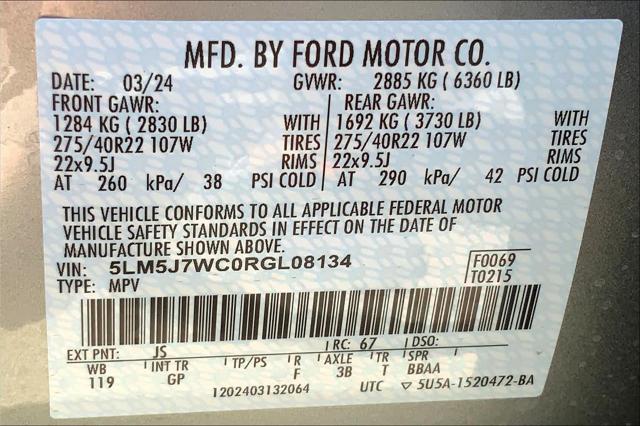 MFD. BY FORD MOTOR CO.
DATE: 03/24 GVWR: 2885 KG ( 6360 LB)
FRONT GAWR: REAR GAWR:
1284 KG ( 2830 LB) WITH 1692 KG ( 3730 LB) WITH
275/40R22 107W TIRES 275/40R22 107W TIRES
22x9.5J RIMS 22x9.5J RIMS
AT 260 kPa/ 38 PSI COLD AT 290 kPa/ 42 PSI COLD
THIS VEHICLE CONFORMS TO ALL APPLICABLE FEDERAL MOTOR
VEHICLE SAFETY STANDARDS IN EFFECT ON THE DATE OF
MANUFACTURE SHOWN ABOVE.
VIN: 5LM5J7WC0RGL08134 F0069
TYPE: MPV T0215
EXT PNT: JS RC: 67 DSO:
WB INT TR TP/PS R AXLE TR SPR
119 GP F 3B T BBAA
1202403132064 UTC ▽ 5U5A-1520472-BA